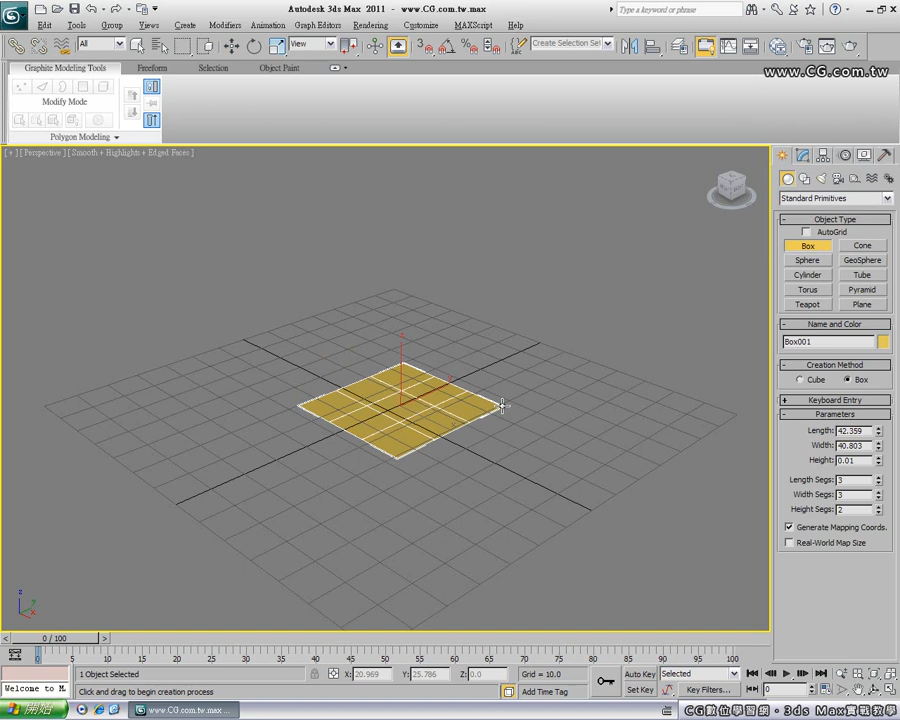 Autodesk 3ds Max 2011 - www.CG.com.tw.max
Type a keyword or phrase
Edit Tools Group Views Create Modifiers Animation Graph Editors Rendering Customize MAXScript Help
All View Create Selection Set
Graphite Modeling Tools Freeform Selection Object Paint
www.CG.com.tw
Modify Mode
Polygon Modeling
[ + ] [ Perspective ] [ Smooth + Highlights + Edged Faces ]
Standard Primitives
Object Type
AutoGrid
Box Cone
Sphere GeoSphere
Cylinder Tube
Torus Pyramid
Teapot Plane
Name and Color
Box001
Creation Method
Cube Box
Keyboard Entry
Parameters
Length: 42.359
Width: 40.803
Height: 0.01
Length Segs: 3
Width Segs: 3
Height Segs: 2
Generate Mapping Coords.
Real-World Map Size
z
y
x
0 / 100
0 5 10 15 20 25 30 35 40 45 50 55 60 65 70 75 80 85 90 95 100
1 Object Selected X: 20.969 Y: 25.786 Z: 0.0 Grid = 10.0 Auto Key Selected
Welcome to M Click and drag to begin creation process Add Time Tag Set Key Key Filters... 0
開始 www.CG.com.tw.max ... CG數位學習網・3ds Max實戰教學